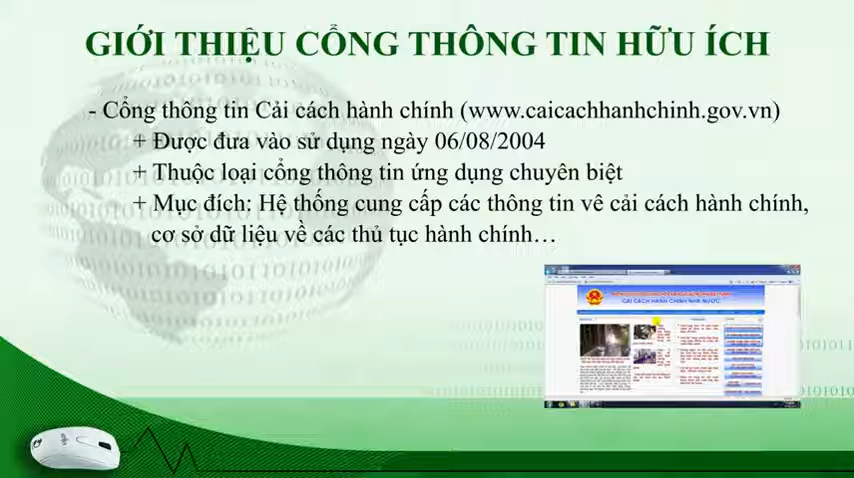 GIỚI THIỆU CỔNG THÔNG TIN HỮU ÍCH
- Cổng thông tin Cải cách hành chính (www.caicachhanhchinh.gov.vn)
+ Được đưa vào sử dụng ngày 06/08/2004
+ Thuộc loại cổng thông tin ứng dụng chuyên biệt
+ Mục đích: Hệ thống cung cấp các thông tin vê cải cách hành chính,
cơ sở dữ liệu về các thủ tục hành chính…
CẢI CÁCH HÀNH CHÍNH NHÀ NƯỚC